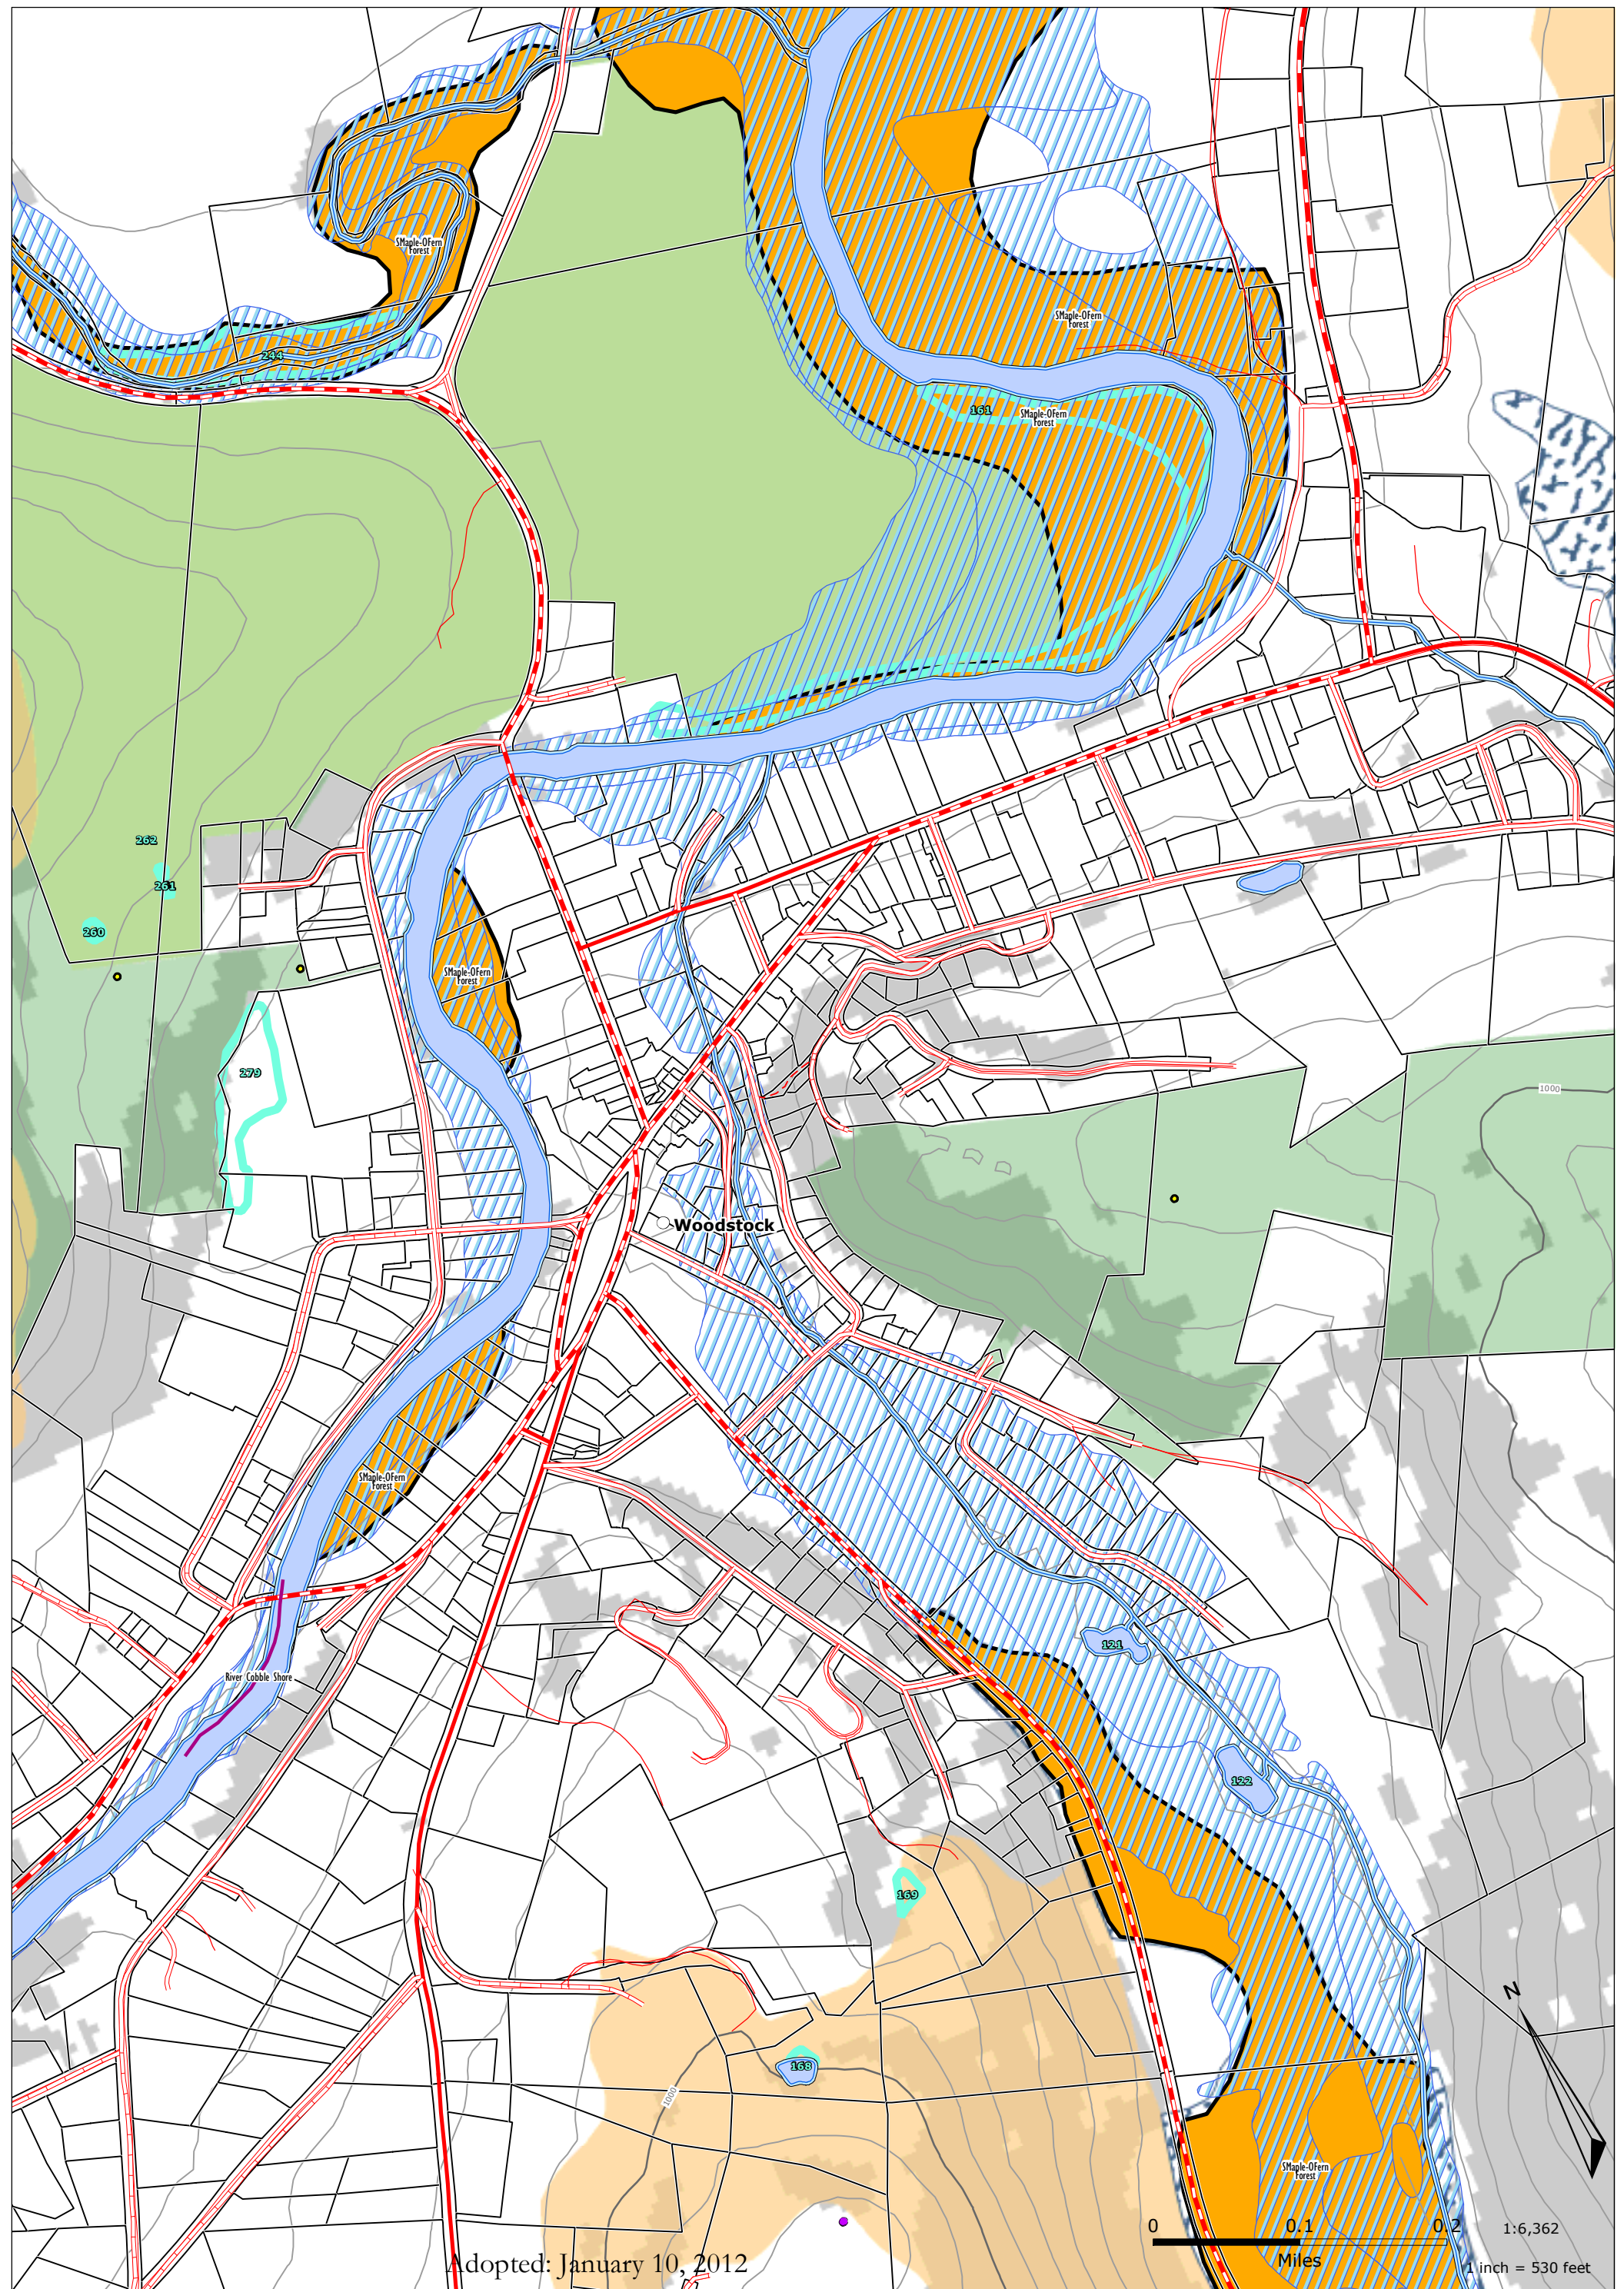 SMaple-OFern
Forest
244
SMaple-OFern
Forest
161
SMaple-OFern
Forest
262
261
260
SMaple-OFern
Forest
279
1000
Woodstock
SMaple-OFern
Forest
121
River Cobble Shore
122
169
N
168
1000
SMaple-OFern
Forest
0 0.1 0.2
Miles
1:6,362
1 inch = 530 feet
Adopted: January 10, 2012